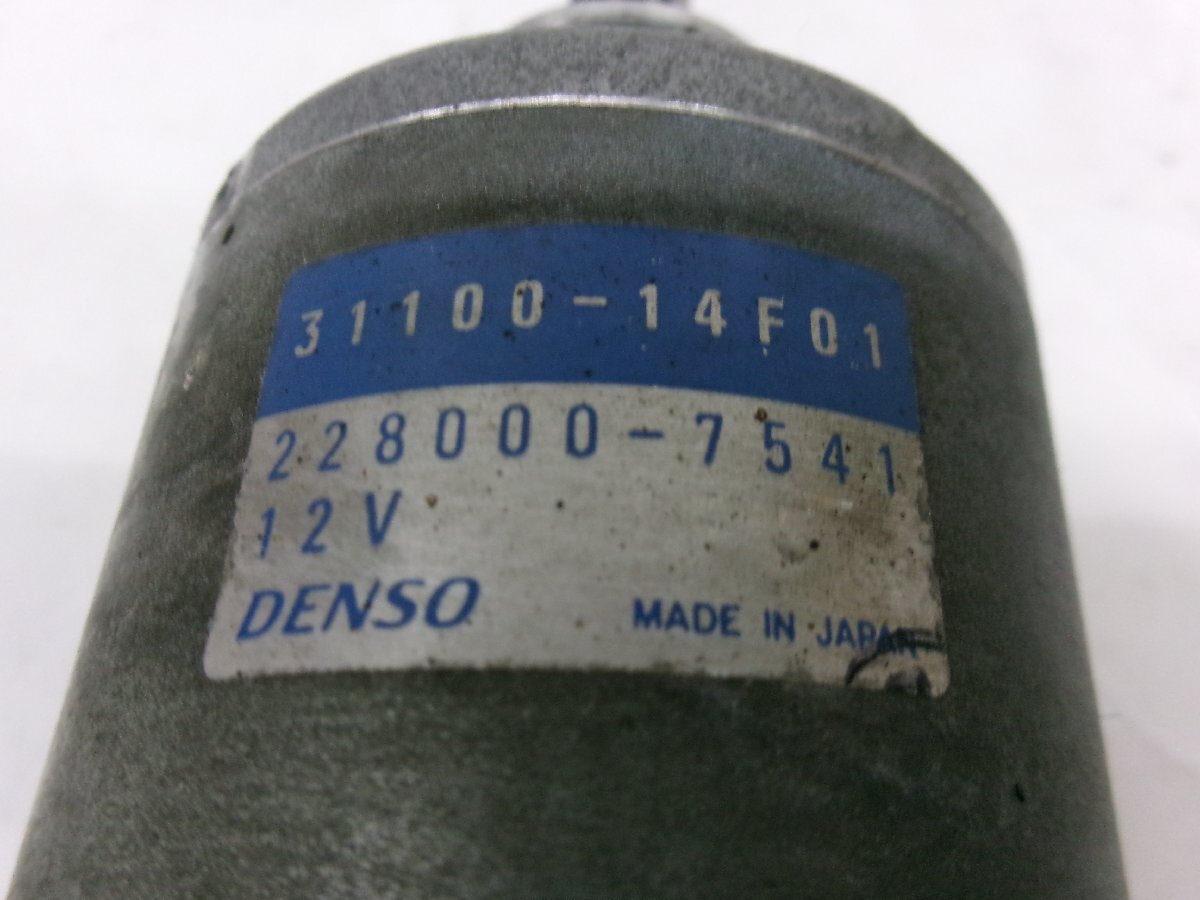 31100-14F01
228000-7541
12V
DENSO
MADE IN JAPAN